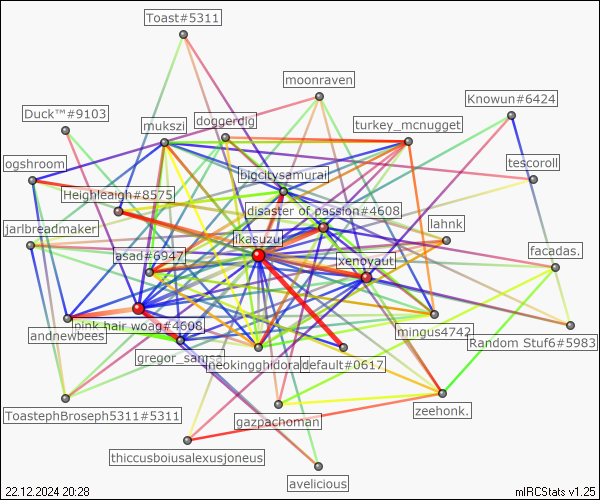 Toast#5311
moonraven
Knowun#6424
Duck™#9103
mukszi
doggerdig
turkey_mcnugget
ogshroom
tescoroll
bigcitysamurai
Heighleaigh#8575
disaster of passion#4608
jarlbreadmaker
ikasuzu
lahnk
asad#6947
xenoyaut
facadas.
pink hair woag#4608
andnewbees
mingus4742
Random Stuf6#5983
gregor_samsa
neokingghidorah
default#0617
ToastephBroseph5311#5311
gazpachoman
zeehonk.
thiccusboiusalexusjoneus
avelicious
22.12.2024 20:28
mIRCStats v1.25